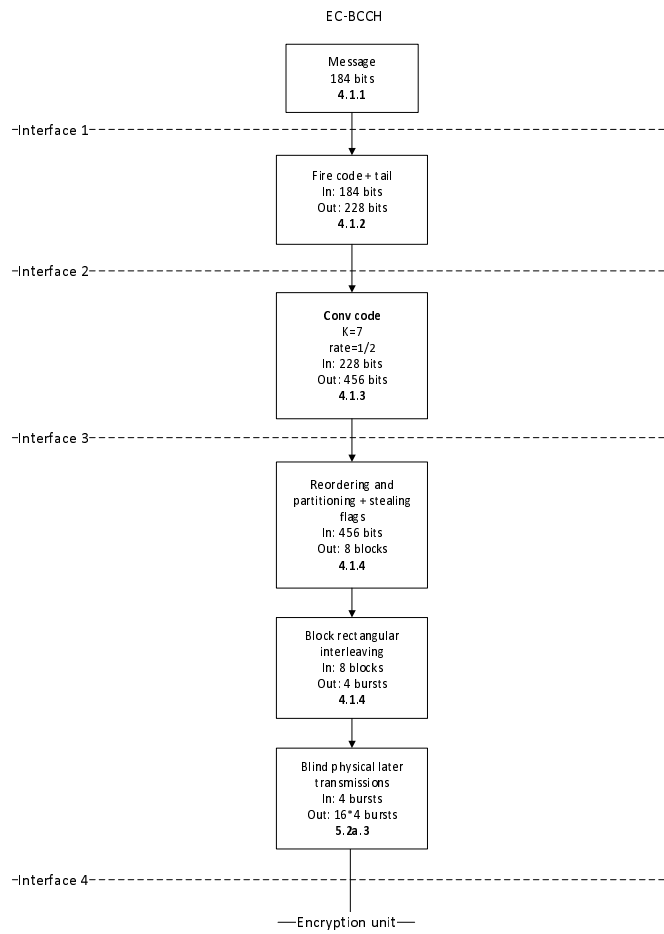 EC-BCCH
Message
184 bits
4.1.1
Interface 1
Fire code + tail
In: 184 bits
Out: 228 bits
4.1.2
Interface 2
Conv code
K=7
rate=1/2
In: 228 bits
Out: 456 bits
4.1.3
Interface 3
Reordering and
partitioning + stealing
flags
In: 456 bits
Out: 8 blocks
4.1.4
Block rectangular
interleaving
In: 8 blocks
Out: 4 bursts
4.1.4
Blind physical later
transmissions
In: 4 bursts
Out: 16*4 bursts
5.2a.3
Interface 4
Encryption unit